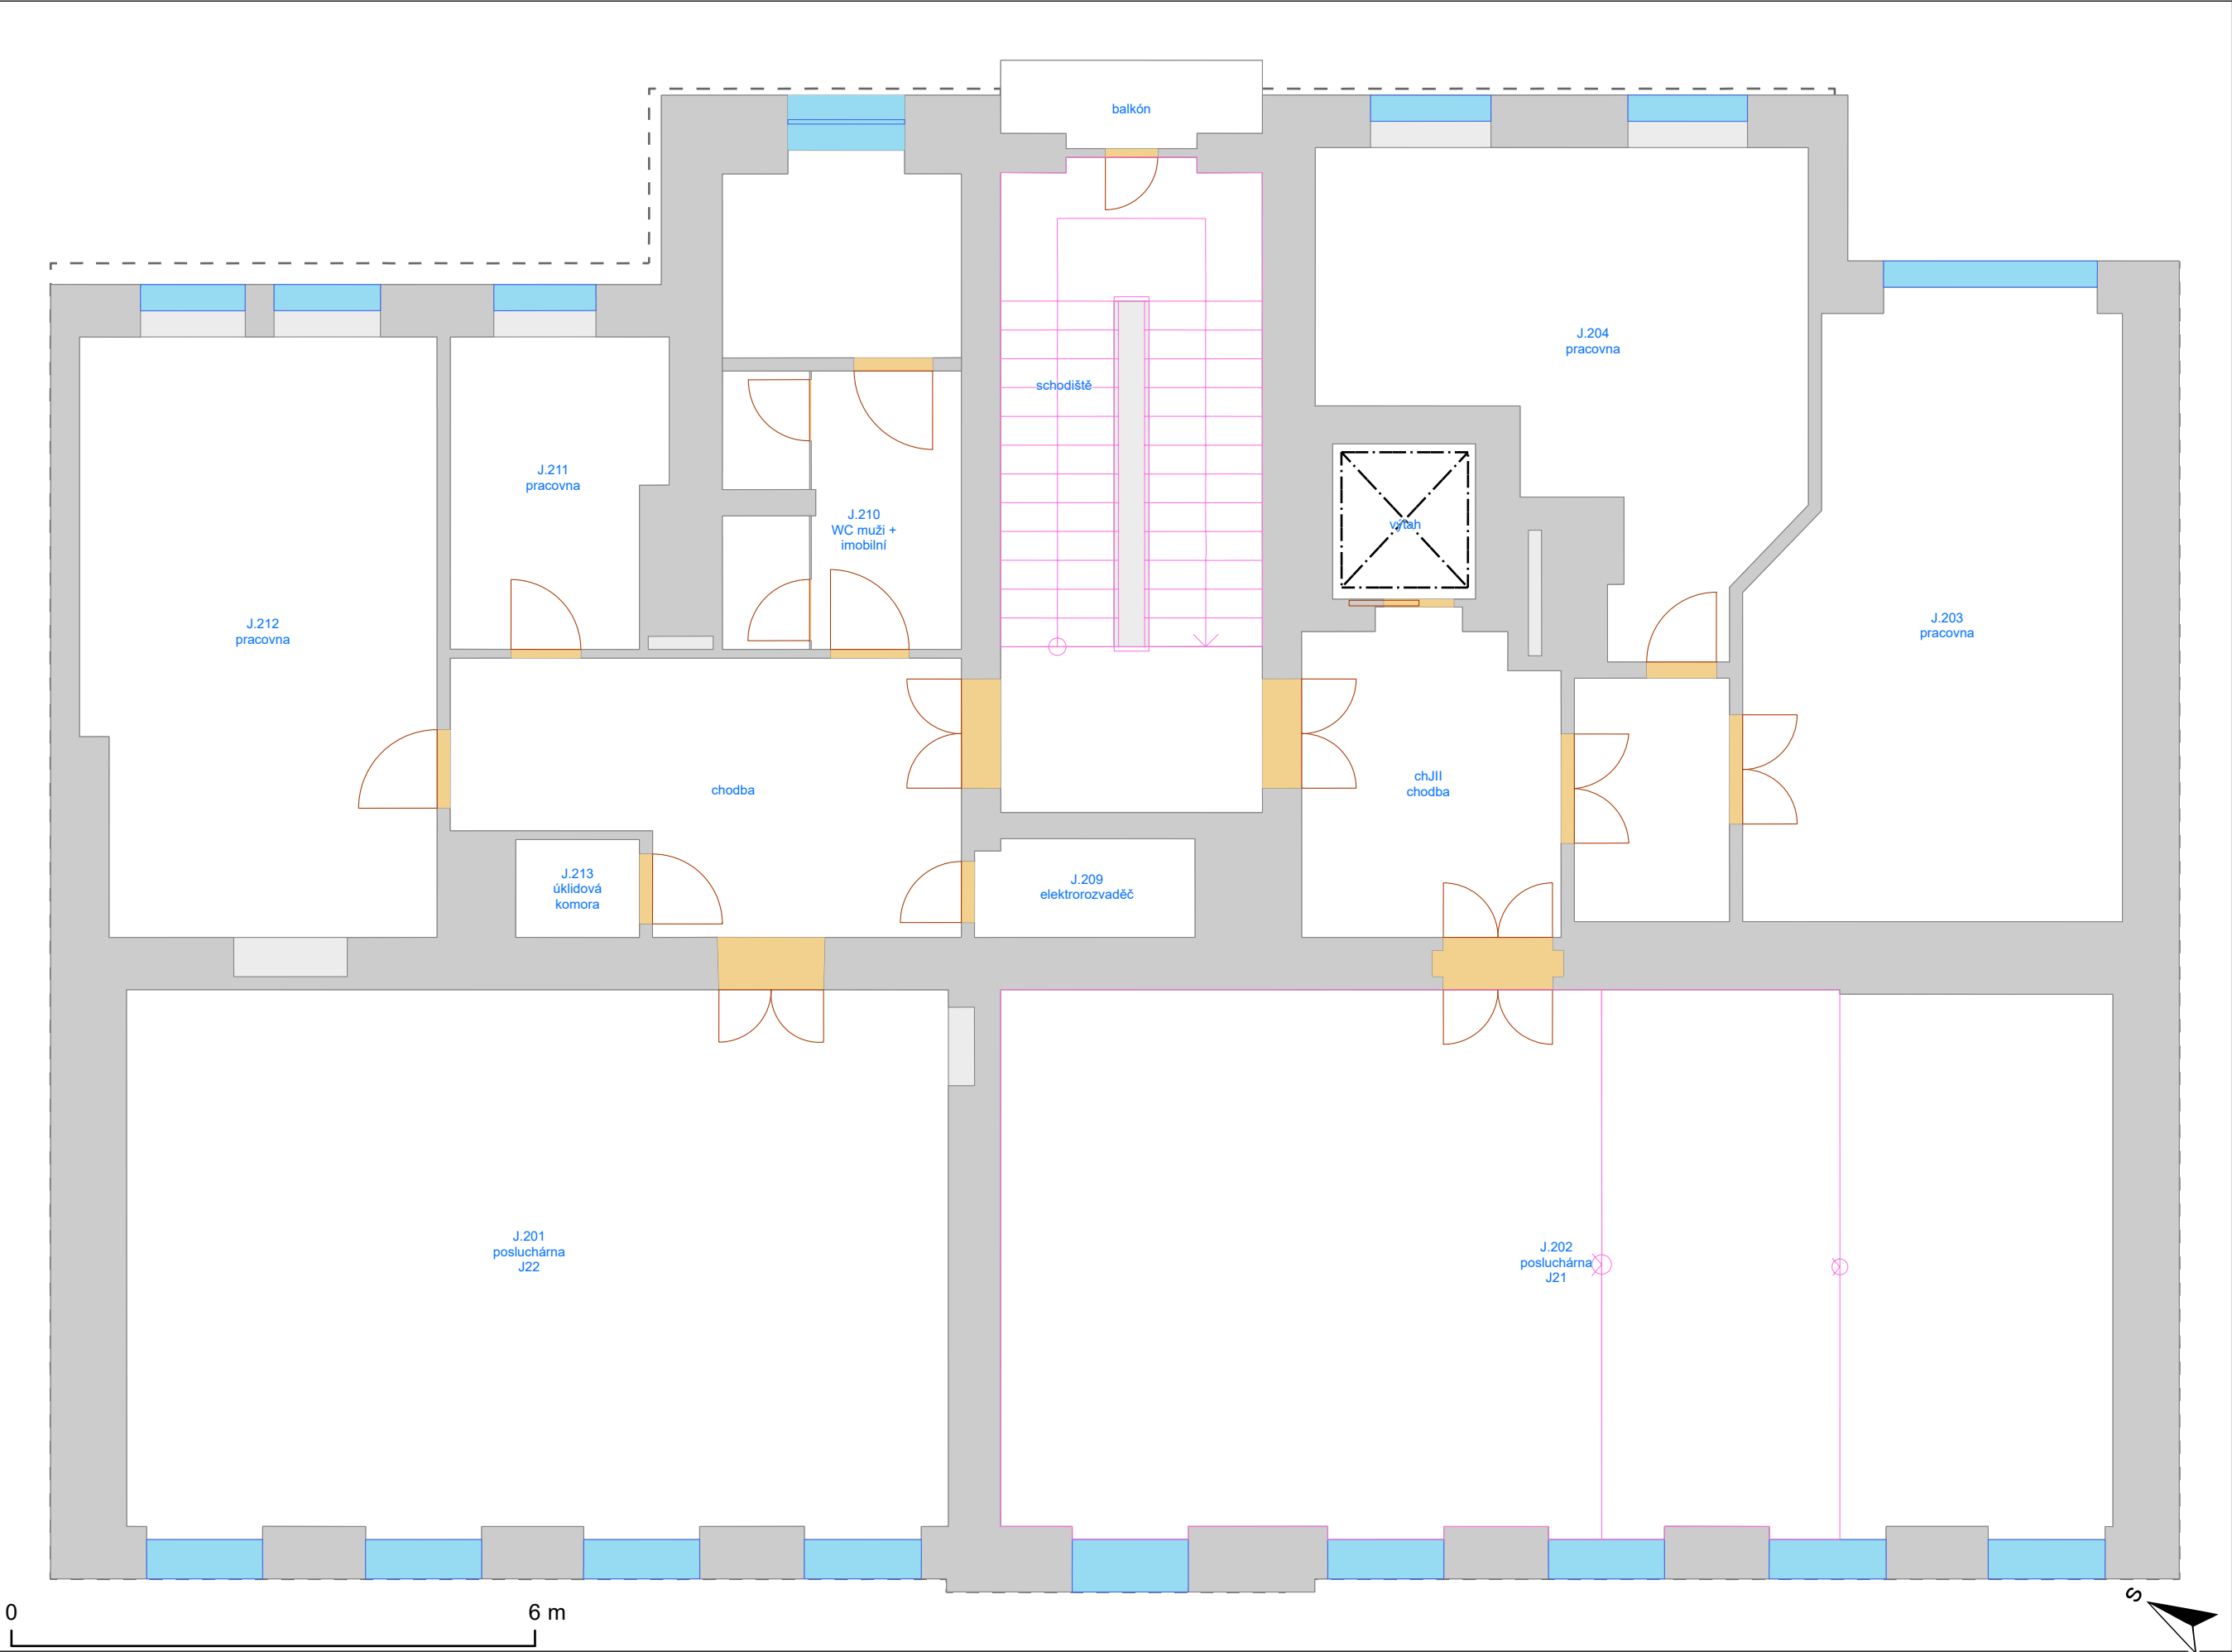 balkón
J.204
pracovna
schodiště
J.211
pracovna
J.210
WC muži +
imobilní
výtah
J.212
pracovna
J.203
pracovna
chodba
chJII
chodba
J.213
úklidová
komora
J.209
elektrorozvaděč
J.201
posluchárna
J22
J.202
posluchárna
J21
0
6 m
S